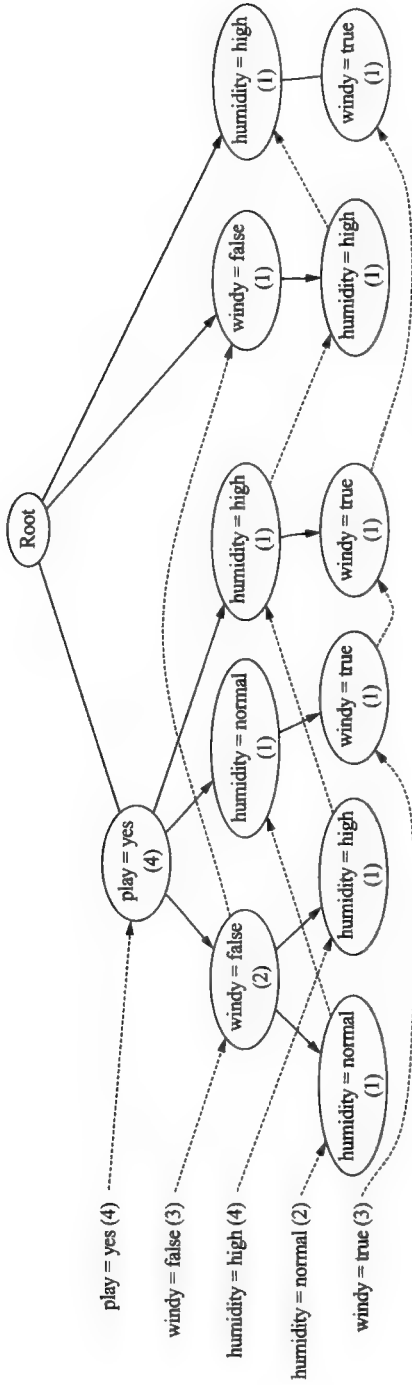 Root
play = yes
(4)
windy = false
(2)
humidity = normal
(1)
humidity = high
(1)
windy = false
(1)
humidity = high
(1)
humidity = normal
(1)
humidity = high
(1)
windy = true
(1)
windy = true
(1)
humidity = high
(1)
windy = true
(1)
play = yes (4)
windy = false (3)
humidity = high (4)
humidity = normal (2)
windy = true (3)